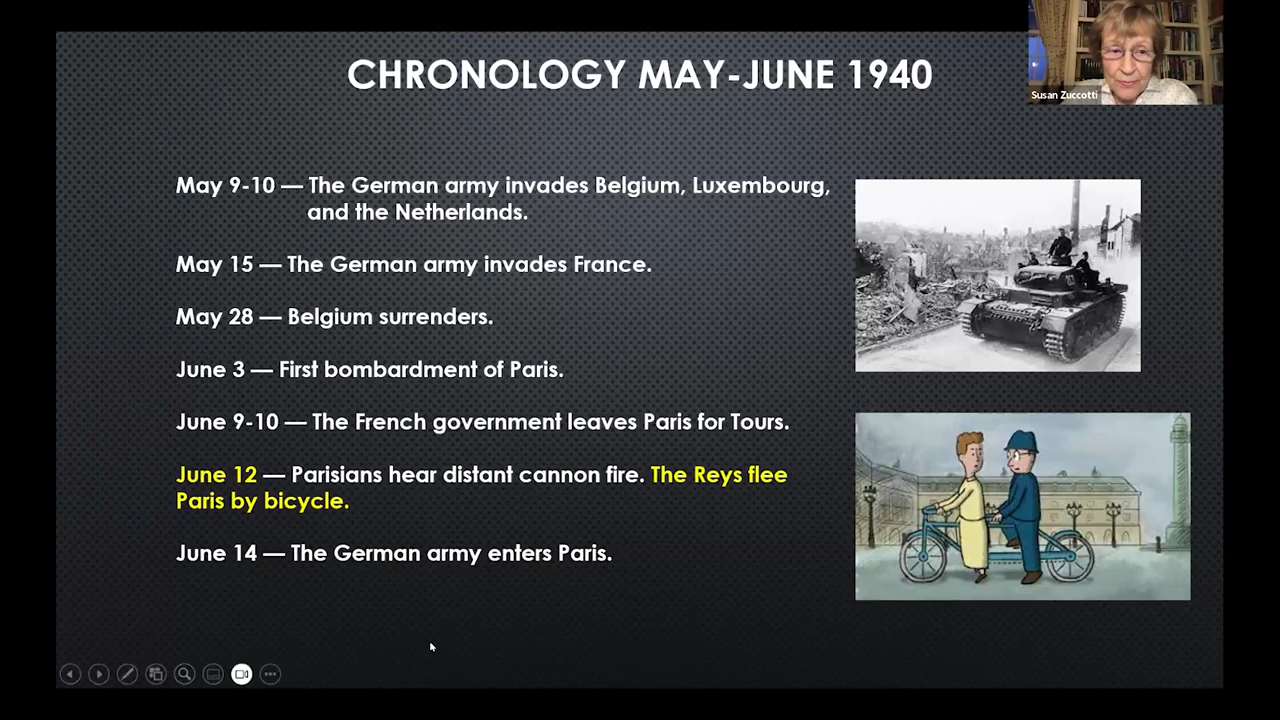 CHRONOLOGY MAY-JUNE 1940
Susan Zuccotti
May 9-10 — The German army invades Belgium, Luxembourg,
and the Netherlands.
May 15 — The German army invades France.
May 28 — Belgium surrenders.
June 3 — First bombardment of Paris.
June 9-10 — The French government leaves Paris for Tours.
June 12 — Parisians hear distant cannon fire. The Reys flee
Paris by bicycle.
June 14 — The German army enters Paris.